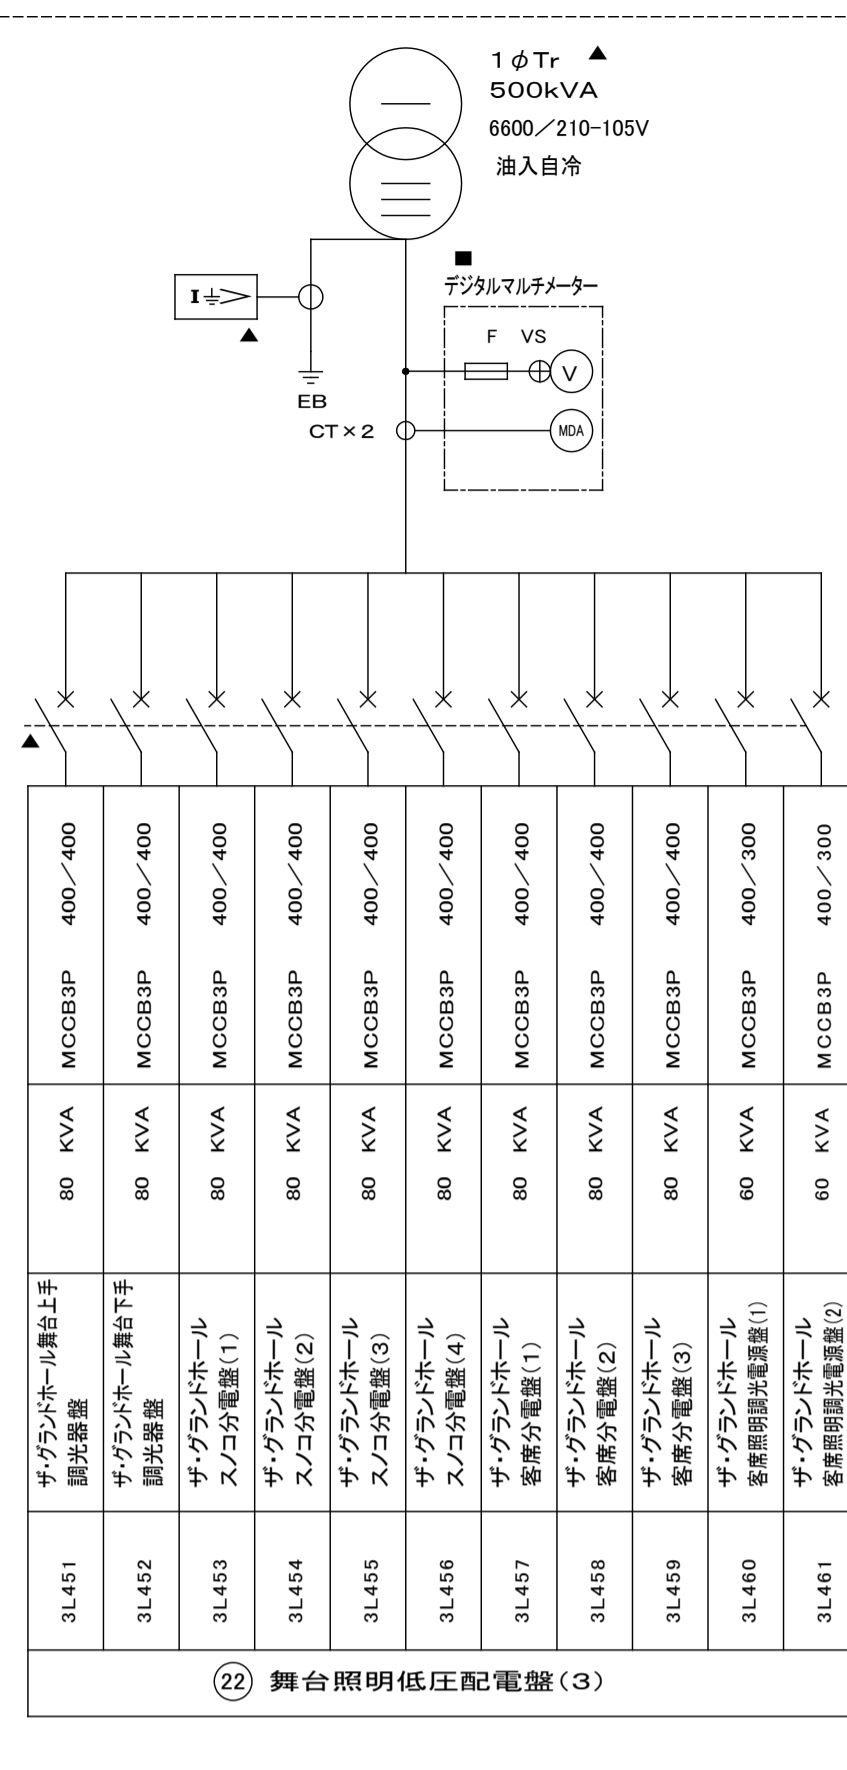 1φTr ▲
500kVA
6600／210-105V
油入自冷
■
デジタルマルチメーター
I
▲
F VS
V
EB
CT×2
MDA
▲
400／400
400／400
400／400
400／400
400／400
400／400
400／400
400／400
400／400
400／300
400／300
MCCB3P
MCCB3P
MCCB3P
MCCB3P
MCCB3P
MCCB3P
MCCB3P
MCCB3P
MCCB3P
MCCB3P
MCCB3P
80 KVA
80 KVA
80 KVA
80 KVA
80 KVA
80 KVA
80 KVA
80 KVA
80 KVA
60 KVA
60 KVA
ザ・グランドホール舞台上手
調光器盤
ザ・グランドホール舞台下手
調光器盤
ザ・グランドホール
スノコ分電盤(1)
ザ・グランドホール
スノコ分電盤(2)
ザ・グランドホール
スノコ分電盤(3)
ザ・グランドホール
スノコ分電盤(4)
ザ・グランドホール
客席分電盤(1)
ザ・グランドホール
客席分電盤(2)
ザ・グランドホール
客席分電盤(3)
ザ・グランドホール
客席照明調光電源盤(1)
ザ・グランドホール
客席照明調光電源盤(2)
3L451
3L452
3L453
3L454
3L455
3L456
3L457
3L458
3L459
3L460
3L461
㉒ 舞台照明低圧配電盤(3)